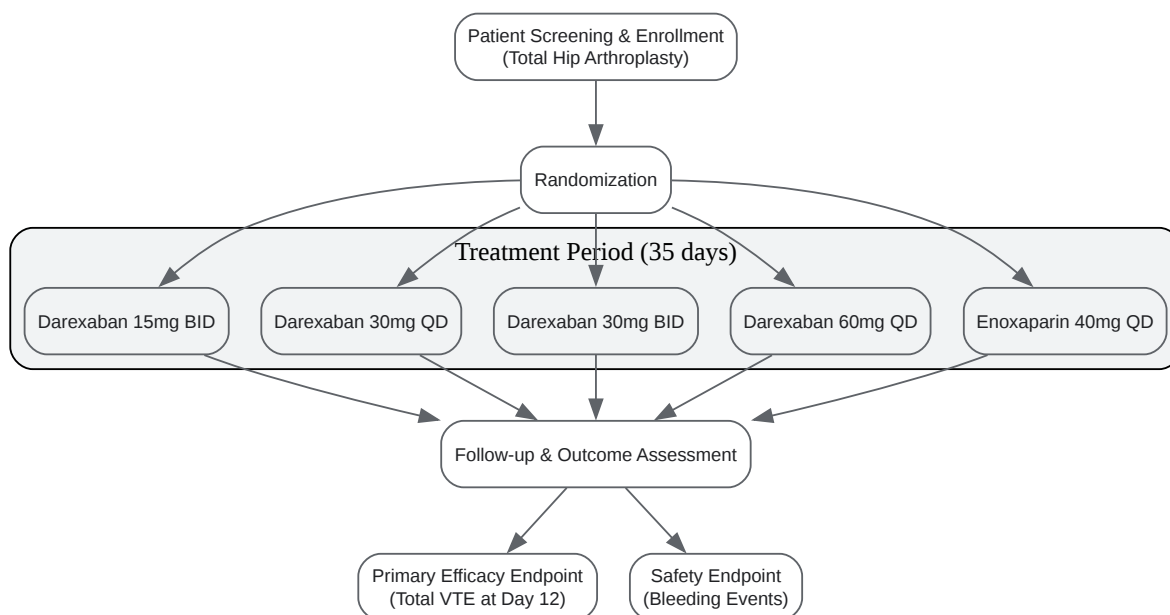 Patient Screening & Enrollment
(Total Hip Arthroplasty)
Randomization
Treatment Period (35 days)
Darexaban 15mg BID
Darexaban 30mg QD
Darexaban 30mg BID
Darexaban 60mg QD
Enoxaparin 40mg QD
Follow-up & Outcome Assessment
Primary Efficacy Endpoint
(Total VTE at Day 12)
Safety Endpoint
(Bleeding Events)